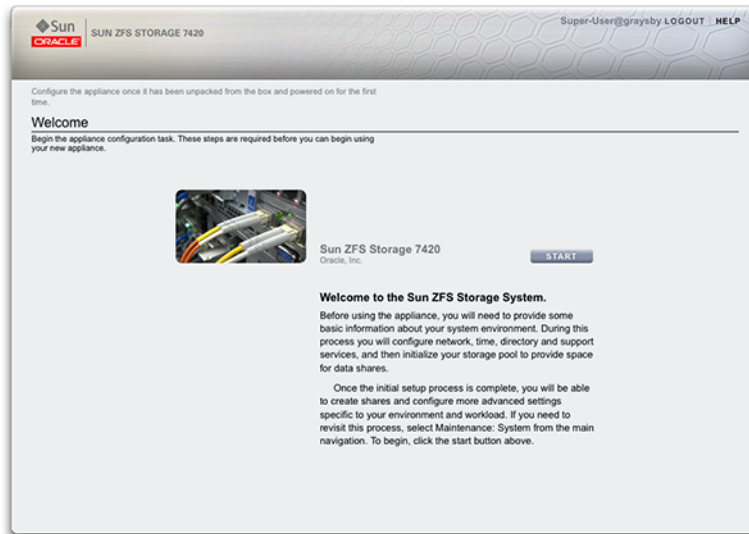 Sun
ORACLE
SUN ZFS STORAGE 7420
Super-User@graysby LOGOUT HELP
Configure the appliance once it has been unpacked from the box and powered on for the first
time.
Welcome
Begin the appliance configuration task. These steps are required before you can begin using
your new appliance.
Sun ZFS Storage 7420
Oracle, Inc.
START
Welcome to the Sun ZFS Storage System.
Before using the appliance, you will need to provide some
basic information about your system environment. During this
process you will configure network, time, directory and support
services, and then initialize your storage pool to provide space
for data shares.
Once the initial setup process is complete, you will be able
to create shares and configure more advanced settings
specific to your environment and workload. If you need to
revisit this process, select Maintenance: System from the main
navigation. To begin, click the start button above.